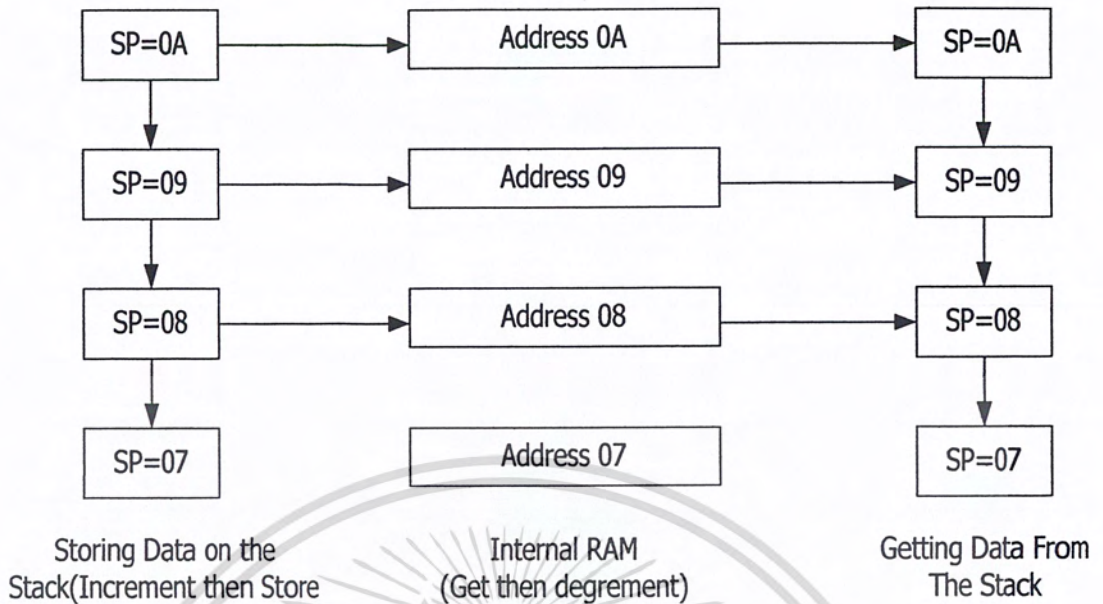 SP=0A
Address 0A
SP=0A
SP=09
Address 09
SP=09
SP=08
Address 08
SP=08
SP=07
Address 07
SP=07
Storing Data on the
Stack(Increment then Store
Internal RAM
(Get then degrement)
Getting Data From
The Stack